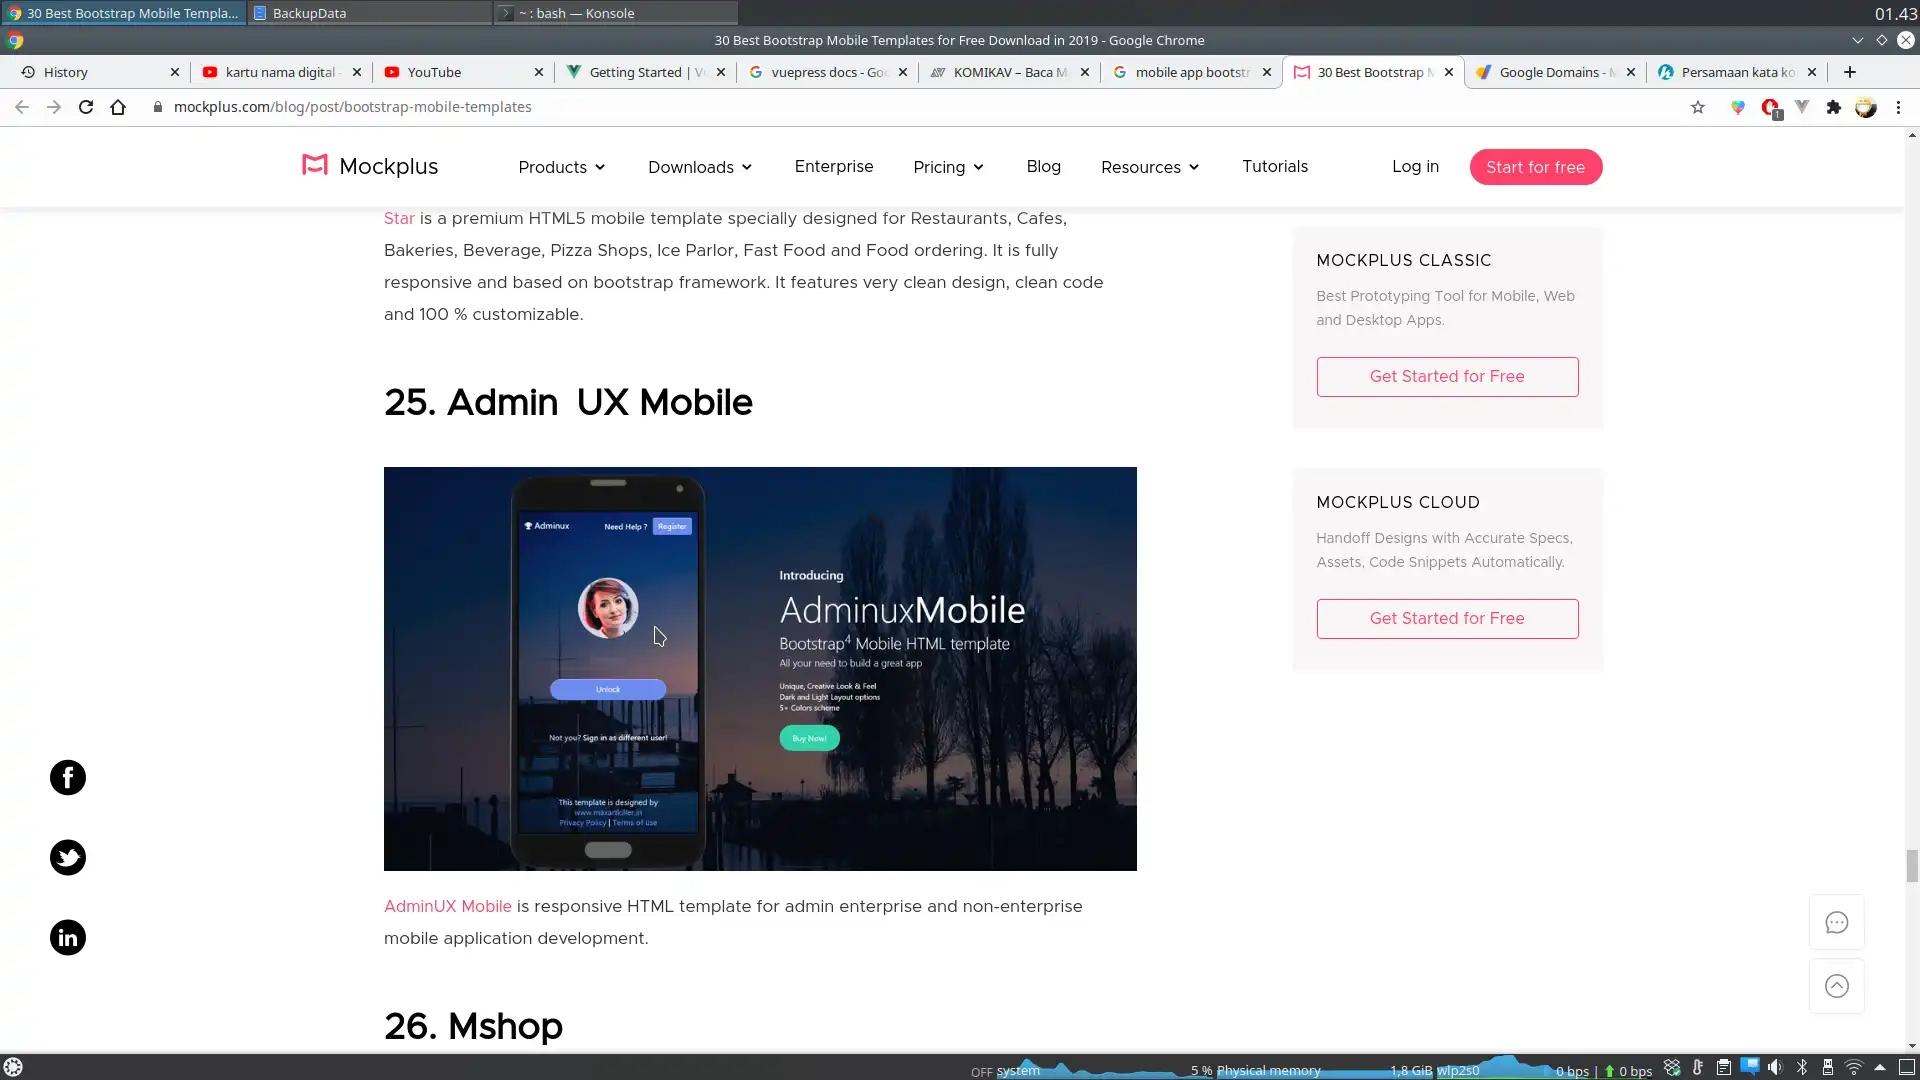 30 Best Bootstrap Mobile Templa...
BackupData
~ : bash — Konsole
01.43
30 Best Bootstrap Mobile Templates for Free Download in 2019 - Google Chrome
History
kartu nama digital
YouTube
Getting Started | V
vuepress docs - Go
KOMIKAV – Baca M
mobile app bootst
30 Best Bootstrap M
Google Domains -
Persamaan kata ko
mockplus.com/blog/post/bootstrap-mobile-templates
1
Mockplus
Products
Downloads
Enterprise
Pricing
Blog
Resources
Tutorials
Log in
Start for free
Star is a premium HTML5 mobile template specially designed for Restaurants, Cafes,
Bakeries, Beverage, Pizza Shops, Ice Parlor, Fast Food and Food ordering. It is fully
responsive and based on bootstrap framework. It features very clean design, clean code
and 100 % customizable.
25. Admin UX Mobile
Adminux
Need Help ?
Register
Unlock
Not you? Sign in as different user!
This template is designed by
www.maxartkiller.in
Privacy Policy | Terms of use
Introducing
AdminuxMobile
Bootstrap4 Mobile HTML template
All your need to build a great app
Unique, Creative Look & Feel
Dark and Light Layout options
5+ Colors scheme
Buy Now!
AdminUX Mobile is responsive HTML template for admin enterprise and non-enterprise
mobile application development.
26. Mshop
MOCKPLUS CLASSIC
Best Prototyping Tool for Mobile, Web
and Desktop Apps.
Get Started for Free
MOCKPLUS CLOUD
Handoff Designs with Accurate Specs,
Assets, Code Snippets Automatically.
Get Started for Free
OFF
system
5 %
Physical memory
1,8 GiB
wlp2s0
0 bps |
0 bps